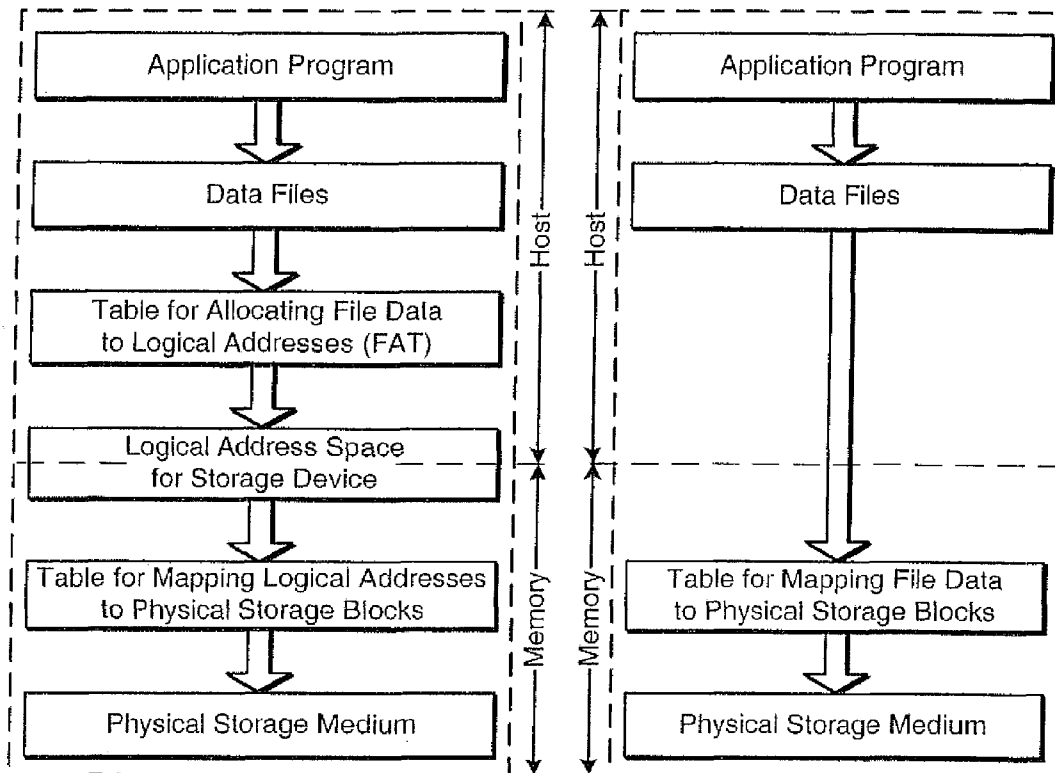 Application Program
Data Files
Table for Allocating File Data
to Logical Addresses (FAT)
Logical Address Space
for Storage Device
Table for Mapping Logical Addresses
to Physical Storage Blocks
Physical Storage Medium
Host
Memory
Host
Memory
Application Program
Data Files
Table for Mapping File Data
to Physical Storage Blocks
Physical Storage Medium